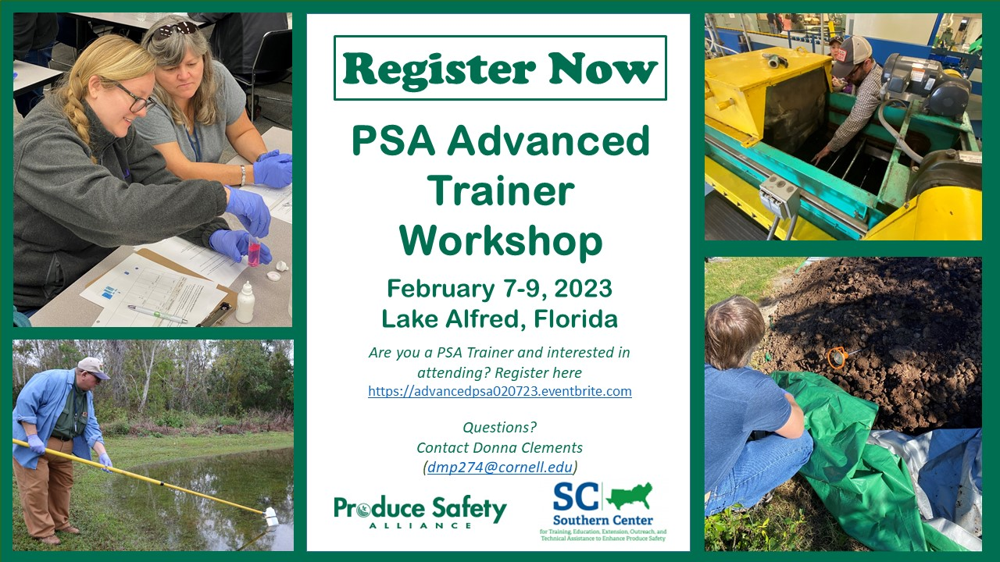 Register Now
PSA Advanced
Trainer
Workshop
February 7-9, 2023
Lake Alfred, Florida
Are you a PSA Trainer and interested in
attending? Register here
https://advancedpsa020723.eventbrite.com
Questions?
Contact Donna Clements
(dmp274@cornell.edu)
Produce Safety
ALLIANCE
SC
Southern Center
for Training, Education, Extension, Outreach, and
Technical Assistance to Enhance Produce Safety